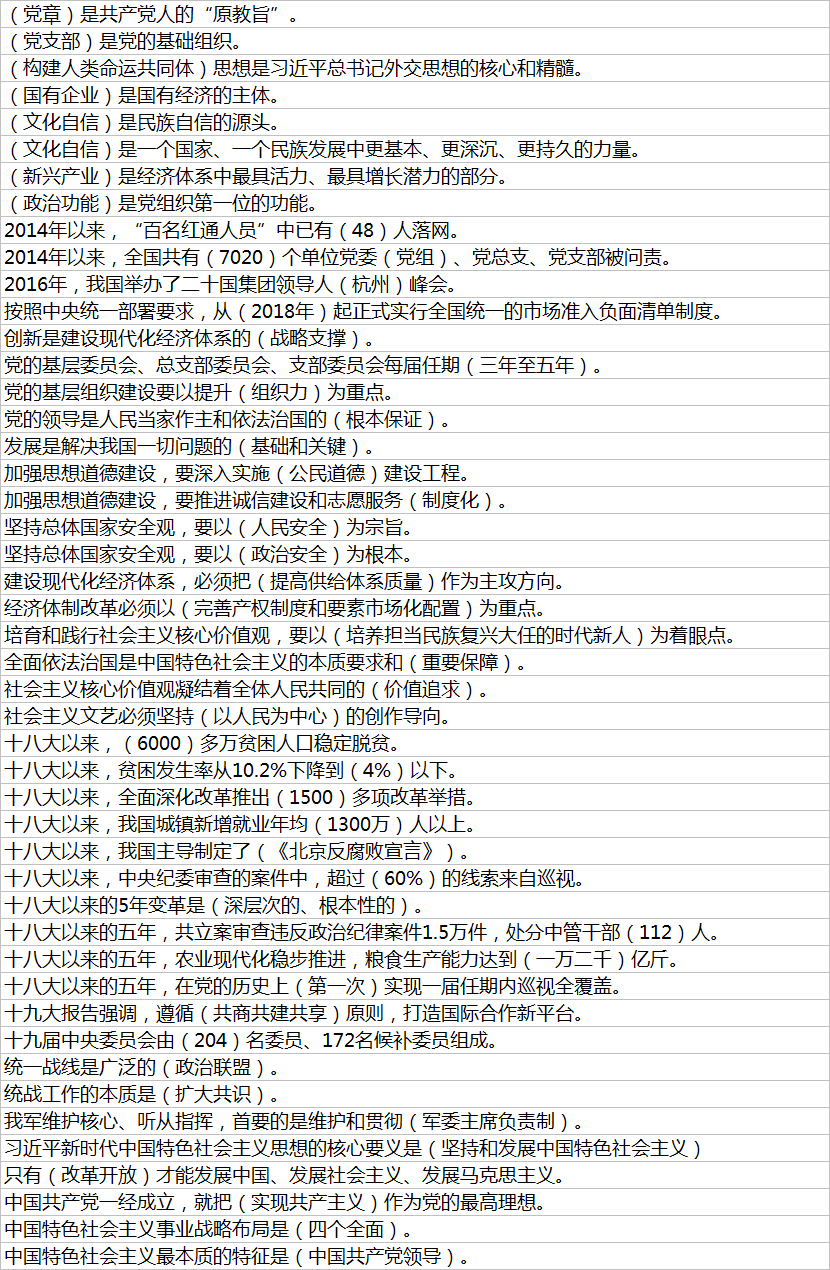 （党章）是共产党人的“原教旨”。
（党支部）是党的基础组织。
（构建人类命运共同体）思想是习近平总书记外交思想的核心和精髓。
（国有企业）是国有经济的主体。
（文化自信）是民族自信的源头。
（文化自信）是一个国家、一个民族发展中更基本、更深沉、更持久的力量。
（新兴产业）是经济体系中最具活力、最具增长潜力的部分。
（政治功能）是党组织第一位的功能。
2014年以来，“百名红通人员”中已有（48）人落网。
2014年以来，全国共有（7020）个单位党委（党组）、党总支、党支部被问责。
2016年，我国举办了二十国集团领导人（杭州）峰会。
按照中央统一部署要求，从（2018年）起正式实行全国统一的市场准入负面清单制度。
创新是建设现代化经济体系的（战略支撑）。
党的基层委员会、总支部委员会、支部委员会每届任期（三年至五年）。
党的基层组织建设要以提升（组织力）为重点。
党的领导是人民当家作主和依法治国的（根本保证）。
发展是解决我国一切问题的（基础和关键）。
加强思想道德建设，要深入实施（公民道德）建设工程。
加强思想道德建设，要推进诚信建设和志愿服务（制度化）。
坚持总体国家安全观，要以（人民安全）为宗旨。
坚持总体国家安全观，要以（政治安全）为根本。
建设现代化经济体系，必须把（提高供给体系质量）作为主攻方向。
经济体制改革必须以（完善产权制度和要素市场化配置）为重点。
培育和践行社会主义核心价值观，要以（培养担当民族复兴大任的时代新人）为着眼点。
全面依法治国是中国特色社会主义的本质要求和（重要保障）。
社会主义核心价值观凝结着全体人民共同的（价值追求）。
社会主义文艺必须坚持（以人民为中心）的创作导向。
十八大以来，（6000）多万贫困人口稳定脱贫。
十八大以来，贫困发生率从10.2%下降到（4%）以下。
十八大以来，全面深化改革推出（1500）多项改革举措。
十八大以来，我国城镇新增就业年均（1300万）人以上。
十八大以来，我国主导制定了（《北京反腐败宣言》）。
十八大以来，中央纪委审查的案件中，超过（60%）的线索来自巡视。
十八大以来的5年变革是（深层次的、根本性的）。
十八大以来的五年，共立案审查违反政治纪律案件1.5万件，处分中管干部（112）人。
十八大以来的五年，农业现代化稳步推进，粮食生产能力达到（一万二千）亿斤。
十八大以来的五年，在党的历史上（第一次）实现一届任期内巡视全覆盖。
十九大报告强调，遵循（共商共建共享）原则，打造国际合作新平台。
十九届中央委员会由（204）名委员、172名候补委员组成。
统一战线是广泛的（政治联盟）。
统战工作的本质是（扩大共识）。
我军维护核心、听从指挥，首要的是维护和贯彻（军委主席负责制）。
习近平新时代中国特色社会主义思想的核心要义是（坚持和发展中国特色社会主义）
只有（改革开放）才能发展中国、发展社会主义、发展马克思主义。
中国共产党一经成立，就把（实现共产主义）作为党的最高理想。
中国特色社会主义事业战略布局是（四个全面）。
中国特色社会主义最本质的特征是（中国共产党领导）。